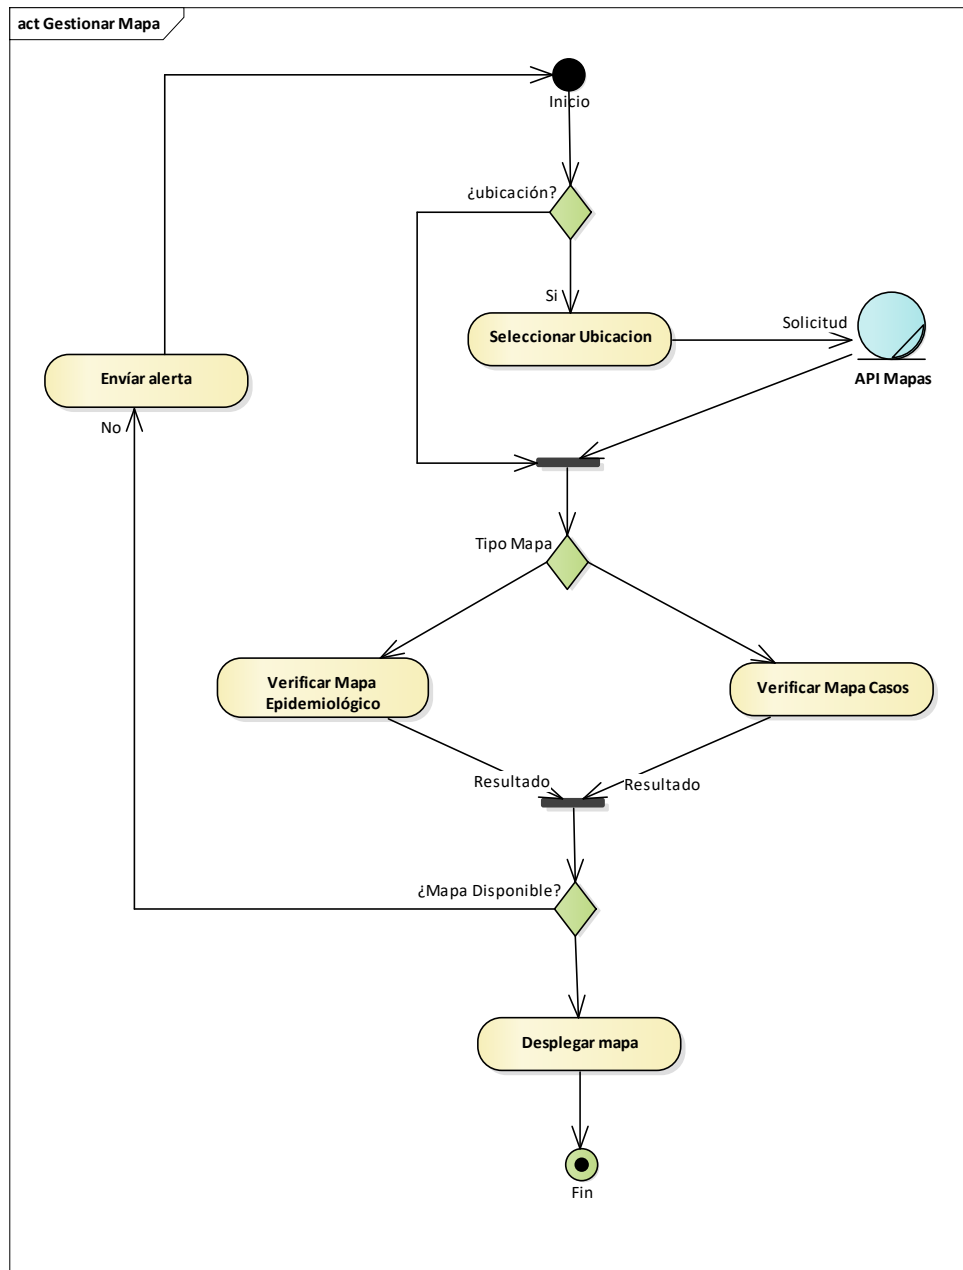 act Gestionar Mapa
Inicio
¿ubicación?
Si
Seleccionar Ubicacion
Solicitud
API Mapas
Envíar alerta
No
Tipo Mapa
Verificar Mapa
Epidemiológico
Verificar Mapa Casos
Resultado
Resultado
¿Mapa Disponible?
Desplegar mapa
Fin